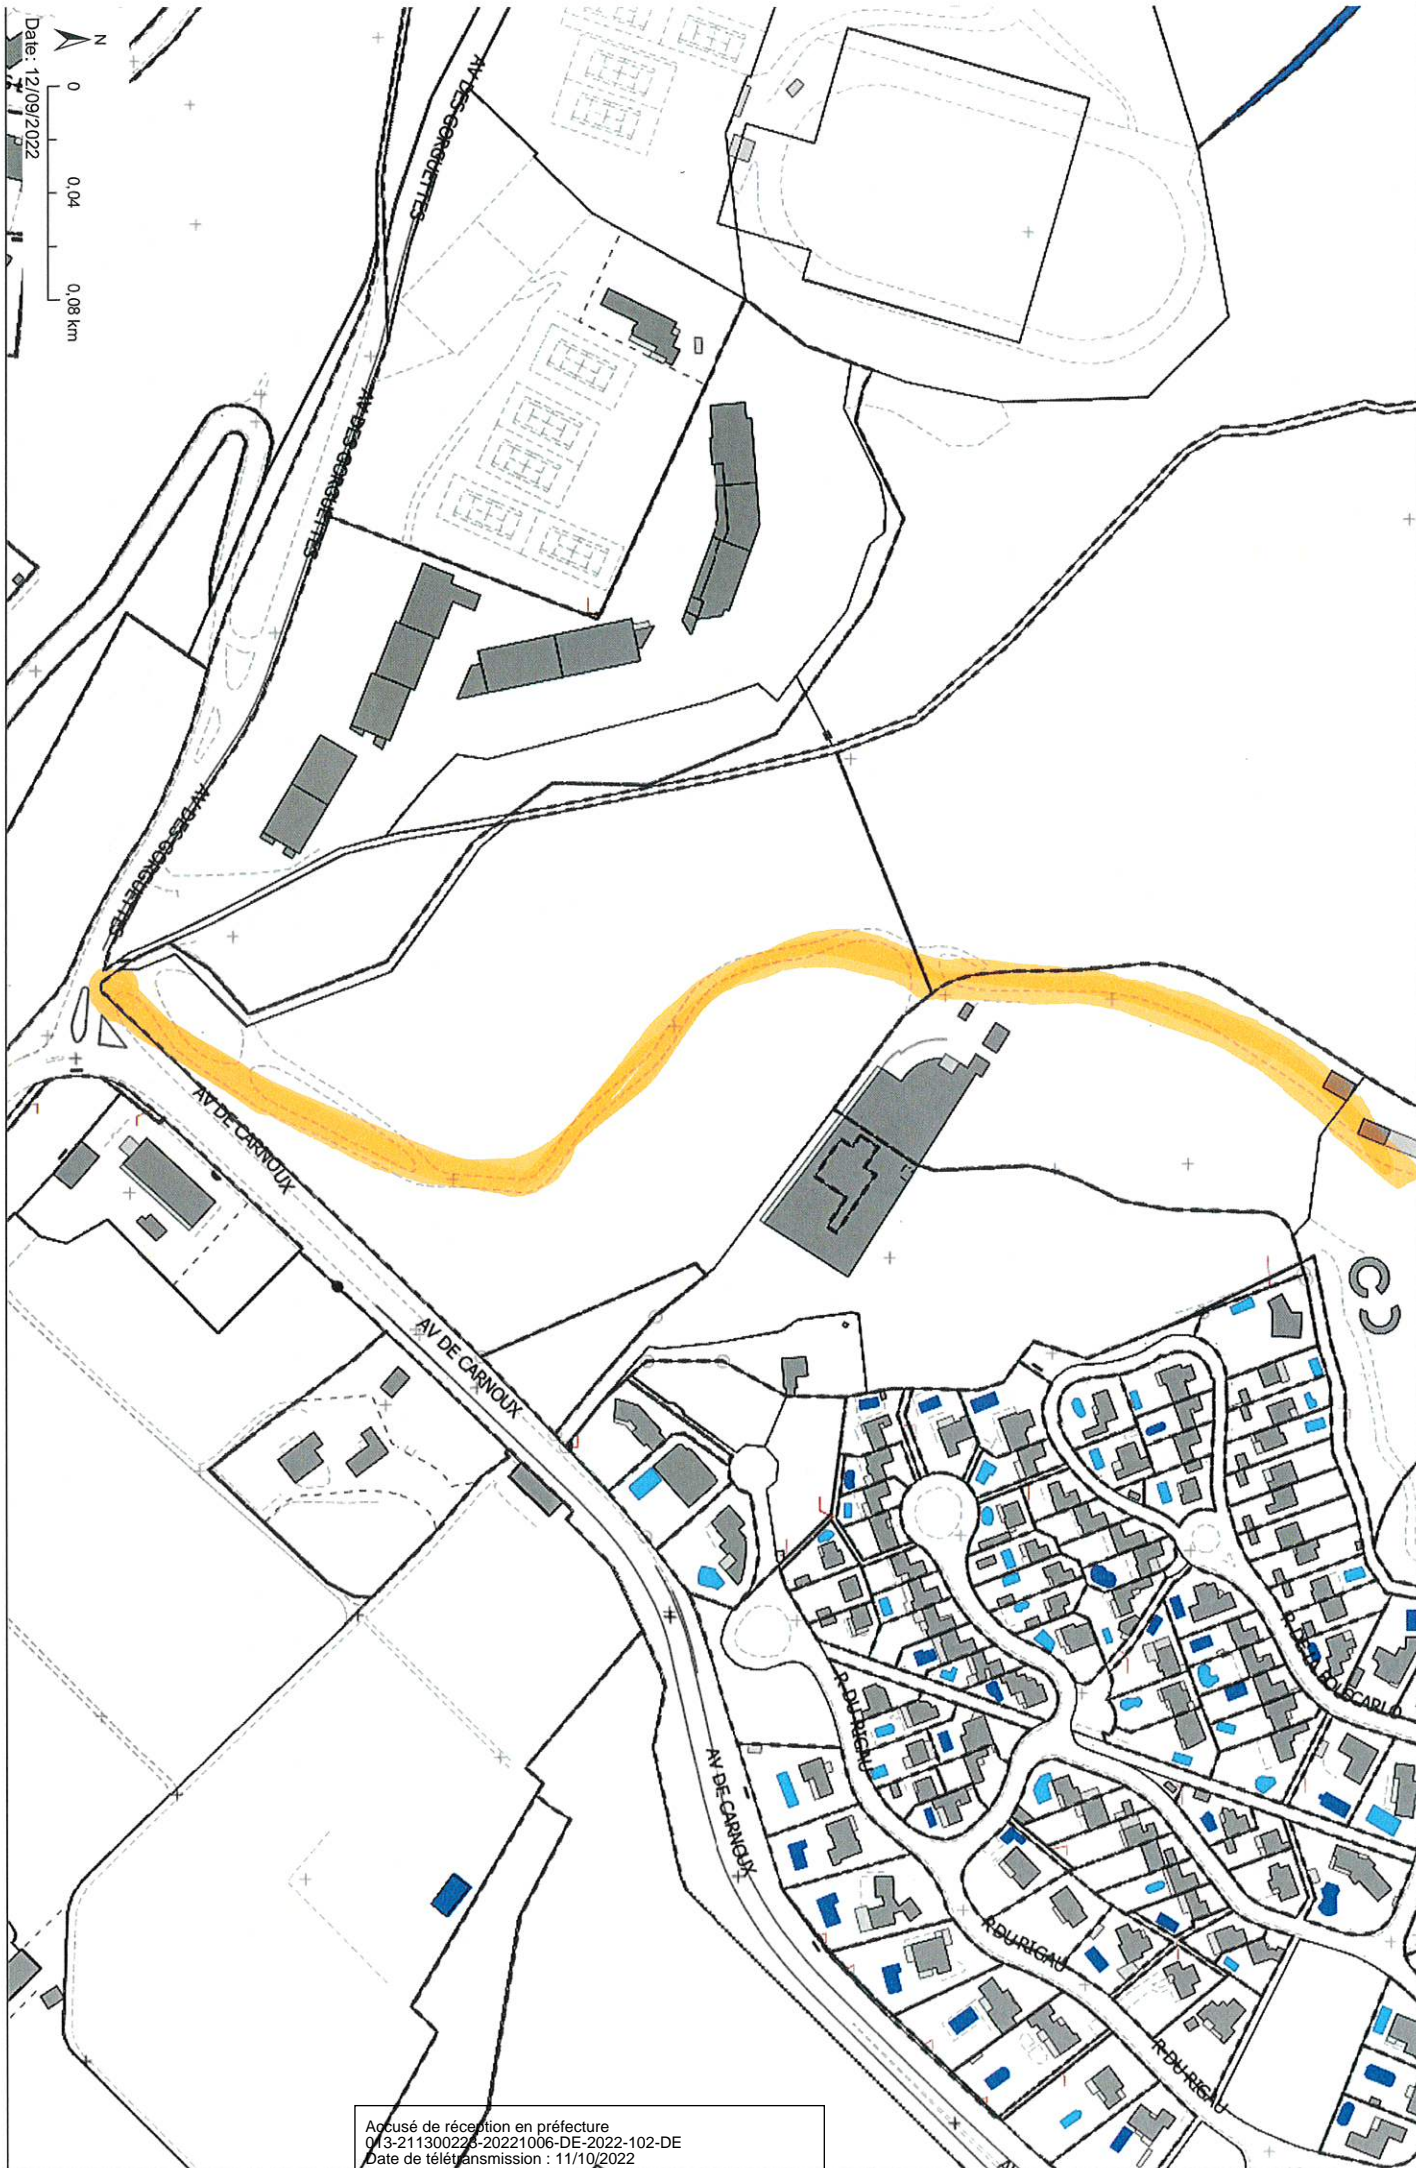 N
0 0,04 0,08 km
Date: 12/09/2022
AV DES GORGUETTES
AV DES GORGUETTES
AV DES GORGUETTES
AV DE CARNOUX
AV DE CARNOUX
AV DE CARNOUX
R DU RIGAU
R DU RIGAU
R DU RIGAU
Accusé de réception en préfecture
013-211300223-20221006-DE-2022-102-DE
Date de télétransmission : 11/10/2022